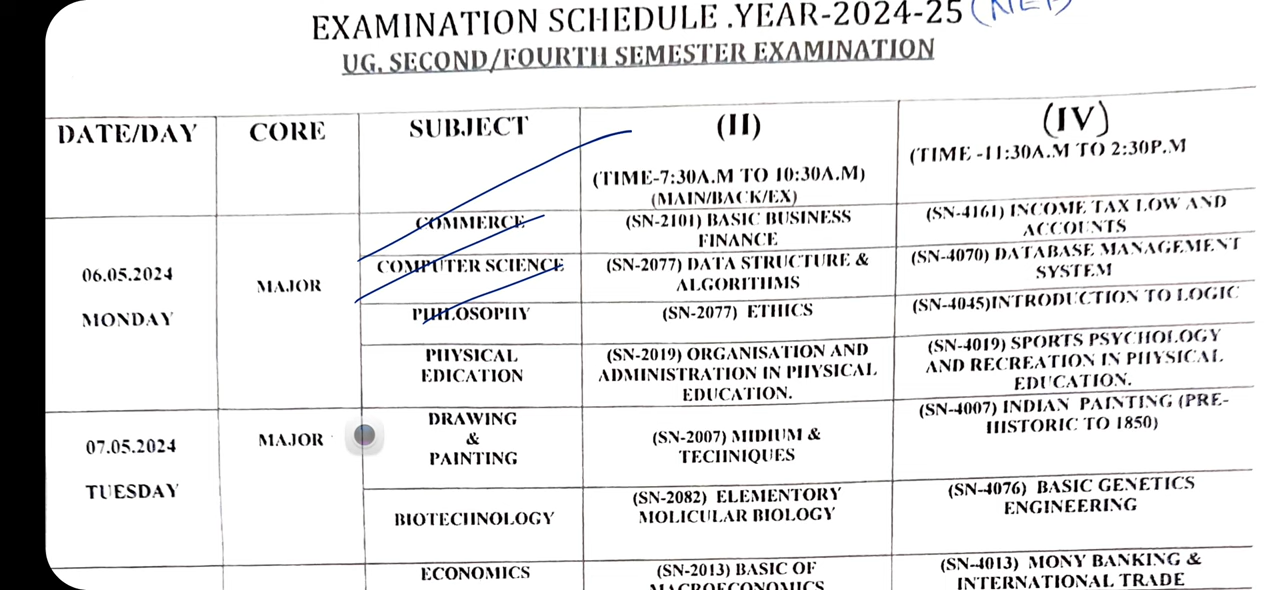 EXAMINATION SCHEDULE .YEAR-2024-25 (NEP)
UG, SECOND/FOURTH SEMESTER EXAMINATION
DATE/DAY
CORE
SUBJECT
(II)
(TIME-7:30A.M TO 10:30A.M)
(MAIN/BACK/EX)
(IV)
(TIME -11:30A.M TO 2:30P.M
06.05.2024
MONDAY
MAJOR
COMMERCE
(SN-2101) BASIC BUSINESS
FINANCE
(SN-4161) INCOME TAX LOW AND
ACCOUNTS
COMPUTER SCIENCE
(SN-2077) DATA STRUCTURE &
ALGORITHMS
(SN-4070) DATABASE MANAGEMENT
SYSTEM
PHILOSOPHY
(SN-2077) ETHICS
(SN-4045)INTRODUCTION TO LOGIC
PHYSICAL
EDICATION
(SN-2019) ORGANISATION AND
ADMINISTRATION IN PHYSICAL
EDUCATION.
(SN-4019) SPORTS PSYCHOLOGY
AND RECREATION IN PHYSICAL
EDUCATION.
07.05.2024
TUESDAY
MAJOR
DRAWING
&
PAINTING
(SN-2007) MIDIUM &
TECHNIQUES
(SN-4007) INDIAN PAINTING (PRE-
HISTORIC TO 1850)
BIOTECHNOLOGY
(SN-2082) ELEMENTORY
MOLICULAR BIOLOGY
(SN-4076) BASIC GENETICS
ENGINEERING
ECONOMICS
(SN-2013) BASIC OF
MACROECONOMICS
(SN-4013) MONY BANKING &
INTERNATIONAL TRADE